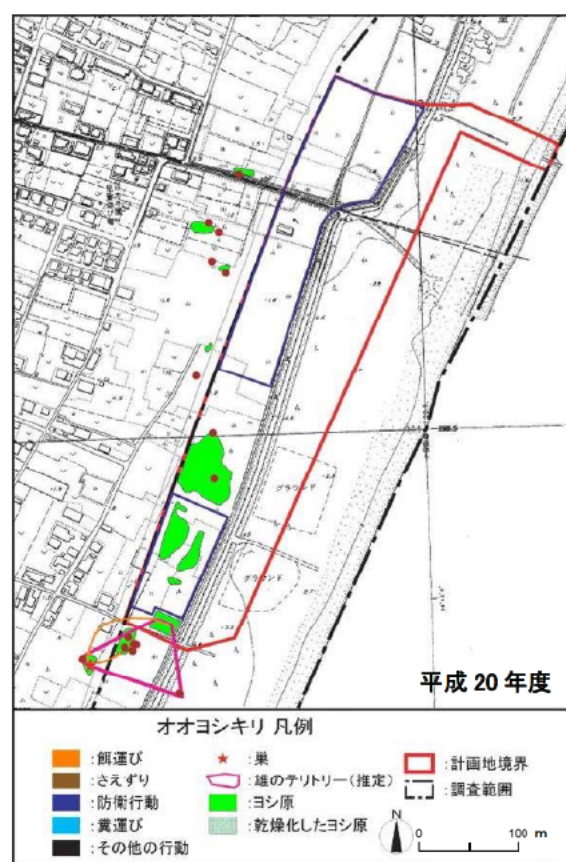 グラウンド
グラウンド
平成 20 年度
オオヨシキリ 凡例
:餌運び
:さえずり
:防衛行動
:糞運び
:その他の行動
:巣
:雄のテリトリー(推定)
:ヨシ原
:乾燥化したヨシ原
:計画地境界
:調査範囲
N
0 100 m